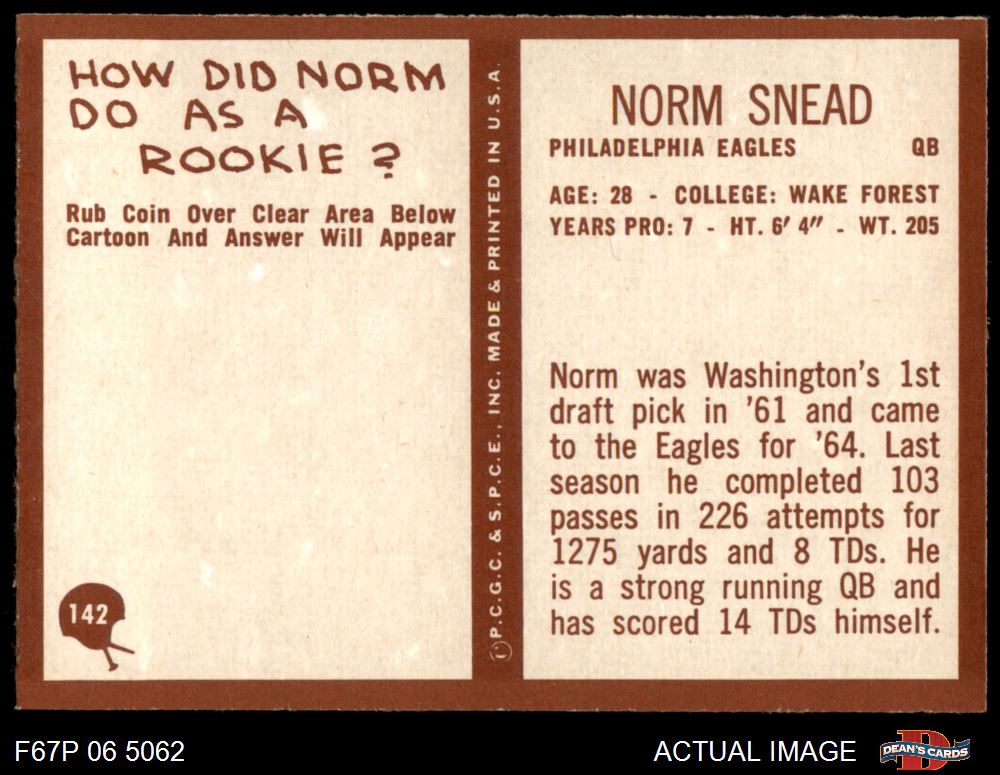 HOW DID NORM
DO AS A
ROOKIE?
Rub Coin Over Clear Area Below
Cartoon And Answer Will Appear
142
© P.C.G.C. & S.P.C.E., INC. MADE & PRINTED IN U.S.A.
NORM SNEAD
PHILADELPHIA EAGLES QB
AGE: 28 - COLLEGE: WAKE FOREST
YEARS PRO: 7 - HT. 6' 4" - WT. 205
Norm was Washington's 1st
draft pick in '61 and came
to the Eagles for '64. Last
season he completed 103
passes in 226 attempts for
1275 yards and 8 TDs. He
is a strong running QB and
has scored 14 TDs himself.
F67P 06 5062
ACTUAL IMAGE
D
DEAN'S CARDS